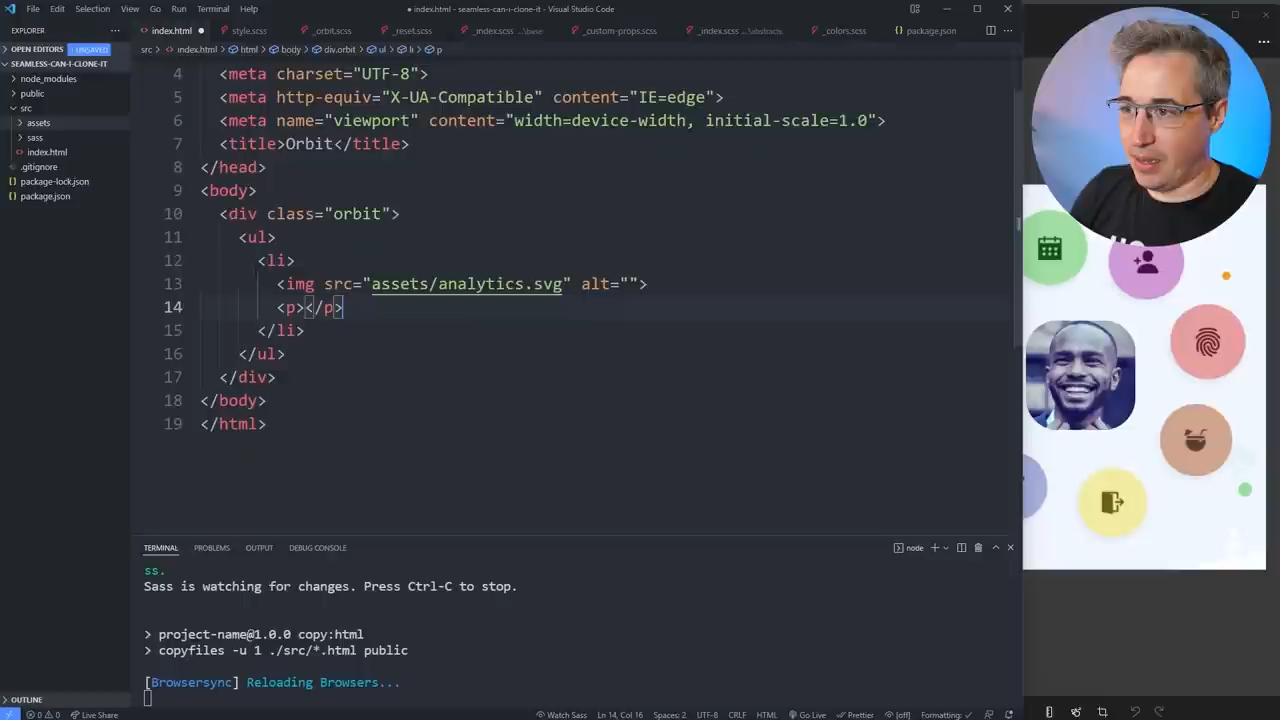 File Edit Selection View Go Run Terminal Help
● index.html - seamless-can-i-clone-it - Visual Studio Code
EXPLORER
index.html ● style.scss _orbit.scss _reset.scss _index.scss ...\base _custom-props.scss _index.scss ...\abstracts _colors.scss package.json
OPEN EDITORS 1 UNSAVED
src > index.html > html > body > div.orbit > ul > li > p
SEAMLESS-CAN-I-CLONE-IT
node_modules
public
src
assets
sass
index.html
.gitignore
package-lock.json
package.json
4 <meta charset="UTF-8">
5 <meta http-equiv="X-UA-Compatible" content="IE=edge">
6 <meta name="viewport" content="width=device-width, initial-scale=1.0">
7 <title>Orbit</title>
8 </head>
9 <body>
10 <div class="orbit">
11 <ul>
12 <li>
13 <img src="assets/analytics.svg" alt="">
14 <p></p>
15 </li>
16 </ul>
17 </div>
18 </body>
19 </html>
TERMINAL PROBLEMS OUTPUT DEBUG CONSOLE
node
ss.
Sass is watching for changes. Press Ctrl-C to stop.
> project-name@1.0.0 copy:html
> copyfiles -u 1 ./src/*.html public
[Browsersync] Reloading Browsers...
OUTLINE
0 0 Live Share
Watch Sass Ln 14, Col 16 Spaces: 2 UTF-8 CRLF HTML Go Live Prettier [off] Formatting: ✓